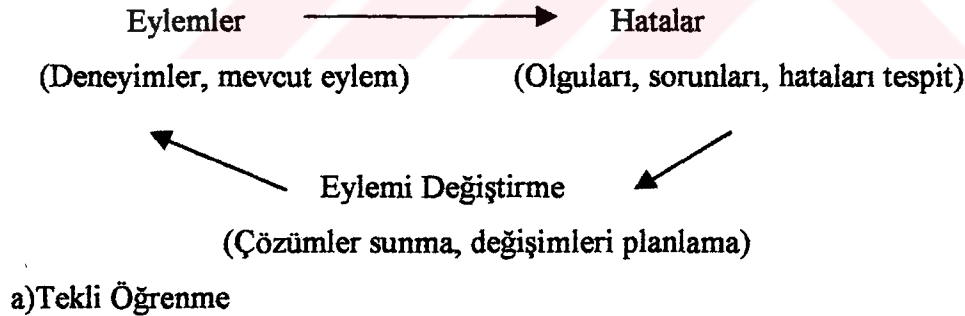 Eylemler Hatalar
(Deneyimler, mevcut eylem) (Olguları, sorunları, hataları tespit)
Eylemi Değiştirme
(Çözümler sunma, değişimleri planlama)
a)Tekli Öğrenme